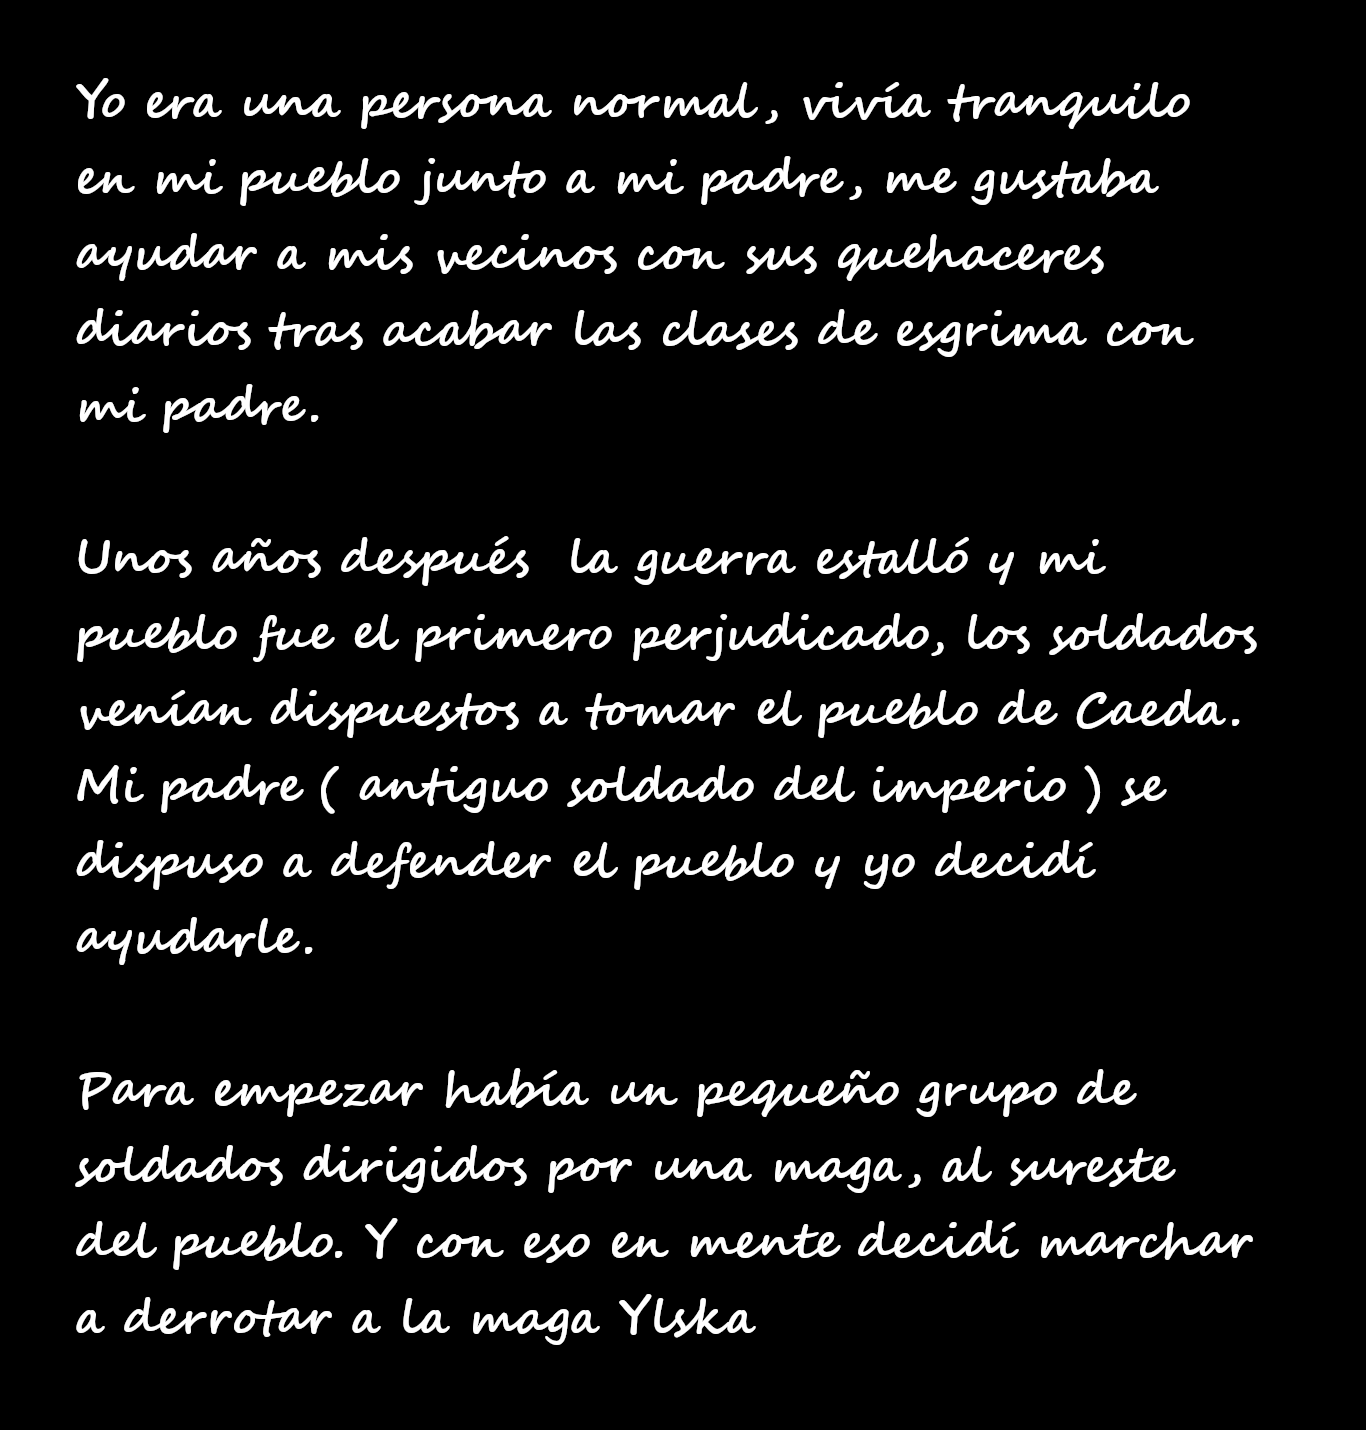 Yo era una persona normal, vivía tranquilo
en mi pueblo junto a mi padre, me gustaba
ayudar a mis vecinos con sus quehaceres
diarios tras acabar las clases de esgrima con
mi padre.
Unos años después  la guerra estalló y mi
pueblo fue el primero perjudicado, los soldados
venían dispuestos a tomar el pueblo de Caeda.
Mi padre ( antiguo soldado del imperio ) se
dispuso a defender el pueblo y yo decidí
ayudarle.
Para empezar había un pequeño grupo de
soldados dirigidos por una maga, al sureste
del pueblo. Y con eso en mente decidí marchar
a derrotar a la maga Ylska